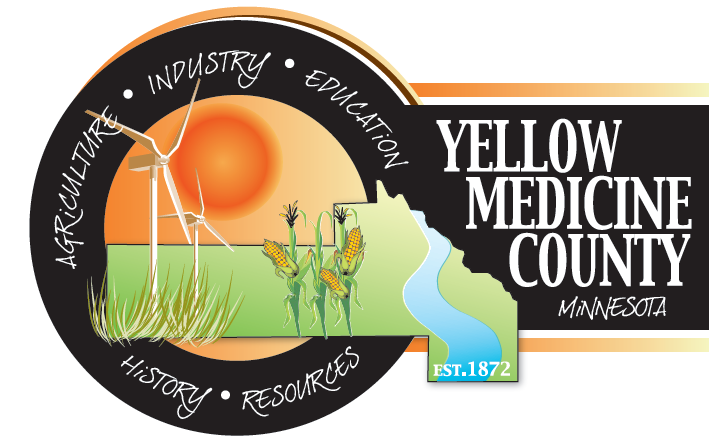 AGRiCULTURE • INDUSTRY • EDUCATiON
YELLOW
MEDICINE
COUNTY
MiNNESOTA
EST.1872
HiSTORY • RESOURCES